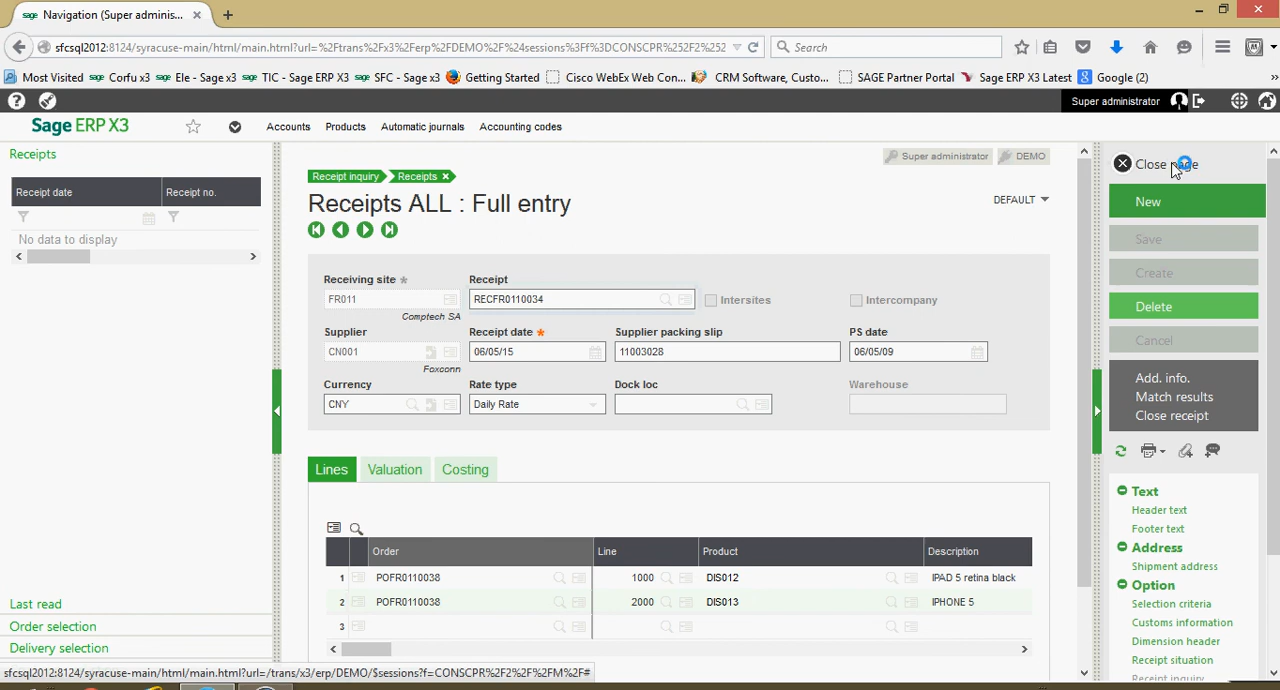 sage Navigation (Super adminis...
sfcsql2012:8124/syracuse-main/html/main.html?url=%2Ftrans%2Fx3%2Ferp%2FDEMO%2F%24sessions%3Ff%3DCONSCPR%252F2%252
Search
Most Visited sage Corfu x3 sage Ele - Sage x3 sage TIC - Sage ERP X3 sage SFC - Sage x3 Getting Started Cisco WebEx Web Con... CRM Software, Custo... SAGE Partner Portal Sage ERP X3 Latest Google (2) »
Super administrator
Sage ERP X3 Accounts Products Automatic journals Accounting codes
Receipts
Receipt date Receipt no.
No data to display
Last read
Order selection
Delivery selection
Super administrator DEMO
Receipt inquiry Receipts
Receipts ALL : Full entry DEFAULT
Receiving site * Receipt
FR011 RECFR0110034 Intersites Intercompany
Comptech SA
Supplier Receipt date * Supplier packing slip PS date
CN001 06/05/15 11003028 06/05/09
Foxconn
Currency Rate type Dock loc Warehouse
CNY Daily Rate
Lines Valuation Costing
Order Line Product Description
1 POFR0110038 1000 DIS012 IPAD 5 retina black
2 POFR0110038 2000 DIS013 IPHONE 5
3
Close page
New
Save
Create
Delete
Cancel
Add. info.
Match results
Close receipt
Text
Header text
Footer text
Address
Shipment address
Option
Selection criteria
Customs information
Dimension header
Receipt situation
Receipt inquiry
sfcsql2012:8124/syracuse-main/html/main.html?url=/trans/x3/erp/DEMO/$sessions?f=CONSCPR%2F2%2F%2FM%2F#